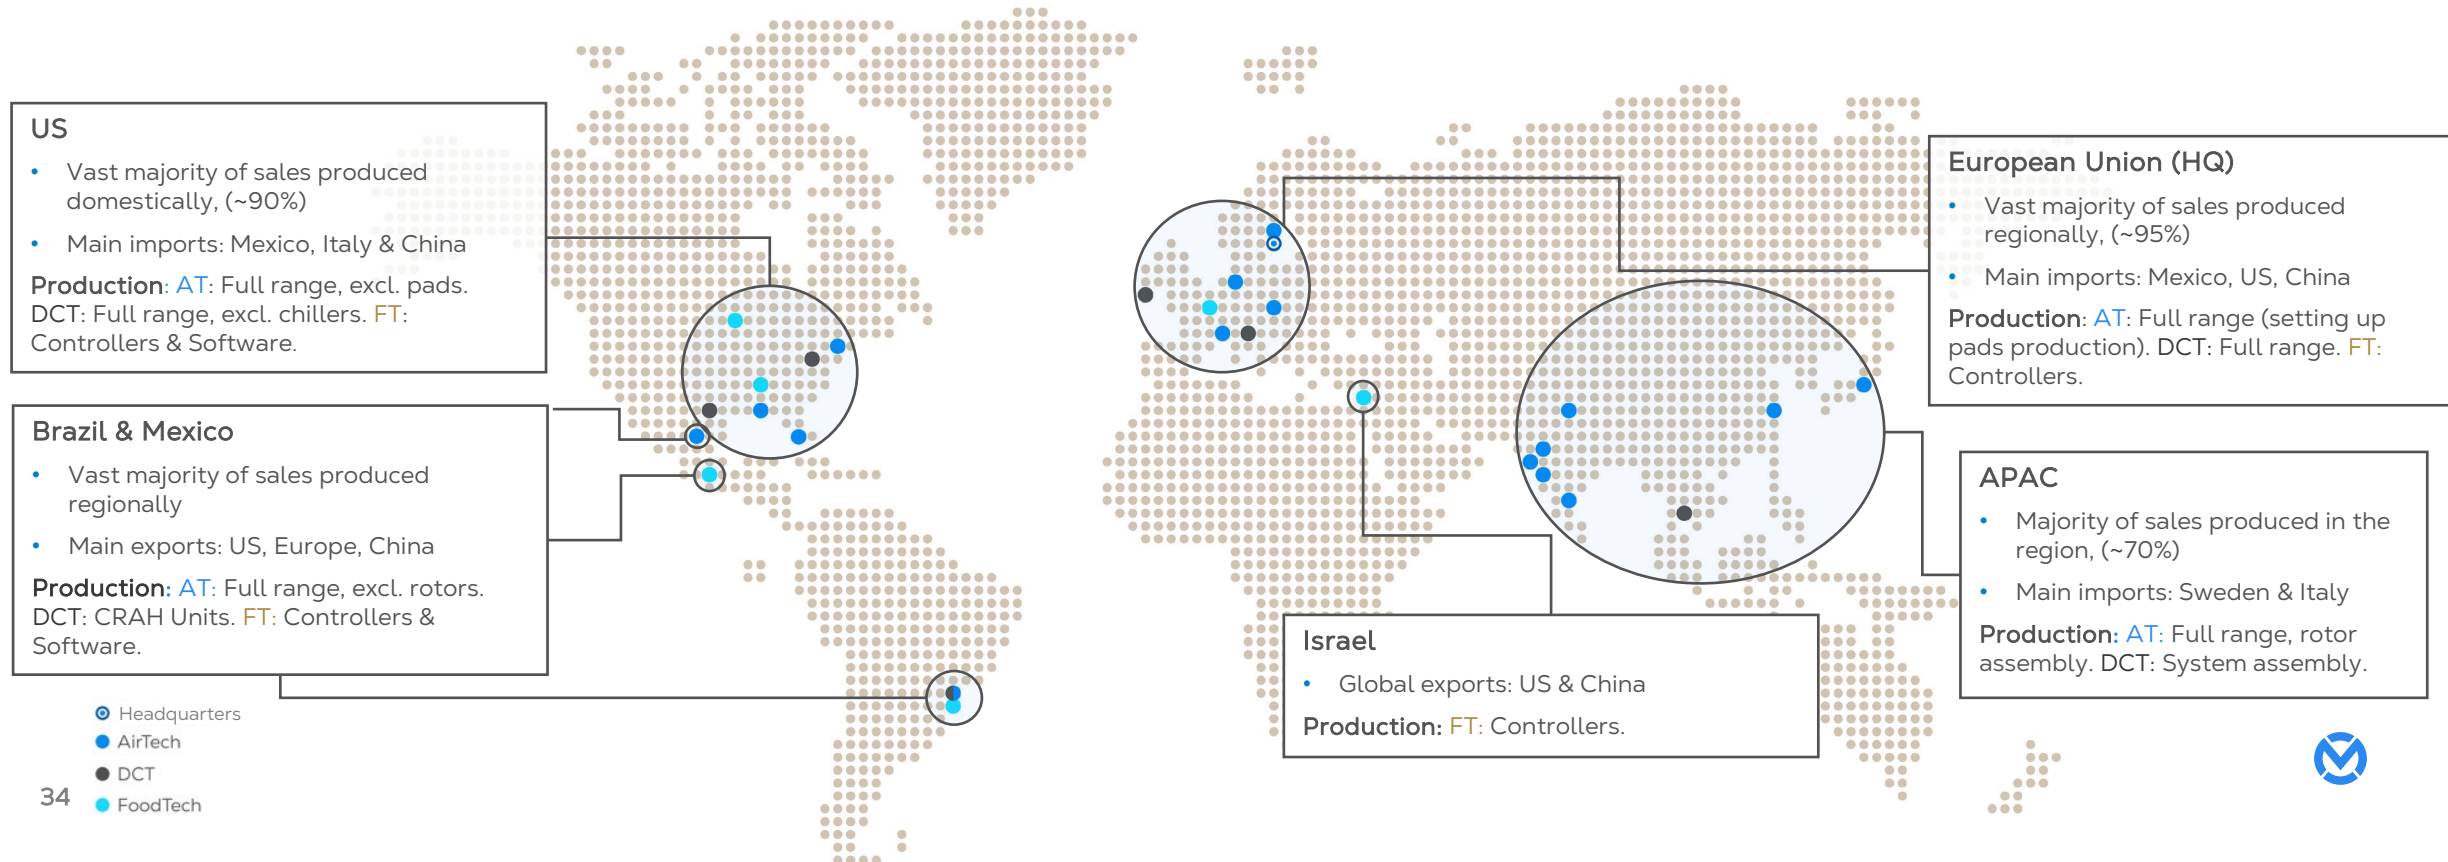 US
• Vast majority of sales produced
domestically, (~90%)
• Main imports: Mexico, Italy & China
Production: AT: Full range, excl. pads.
DCT: Full range, excl. chillers. FT:
Controllers & Software.
Brazil & Mexico
• Vast majority of sales produced
regionally
• Main exports: US, Europe, China
Production: AT: Full range, excl. rotors.
DCT: CRAH Units. FT: Controllers &
Software.
European Union (HQ)
• Vast majority of sales produced
regionally, (~95%)
• Main imports: Mexico, US, China
Production: AT: Full range (setting up
pads production). DCT: Full range. FT:
Controllers.
APAC
• Majority of sales produced in the
region, (~70%)
• Main imports: Sweden & Italy
Production: AT: Full range, rotor
assembly. DCT: System assembly.
Israel
• Global exports: US & China
Production: FT: Controllers.
Headquarters
AirTech
DCT
FoodTech
34